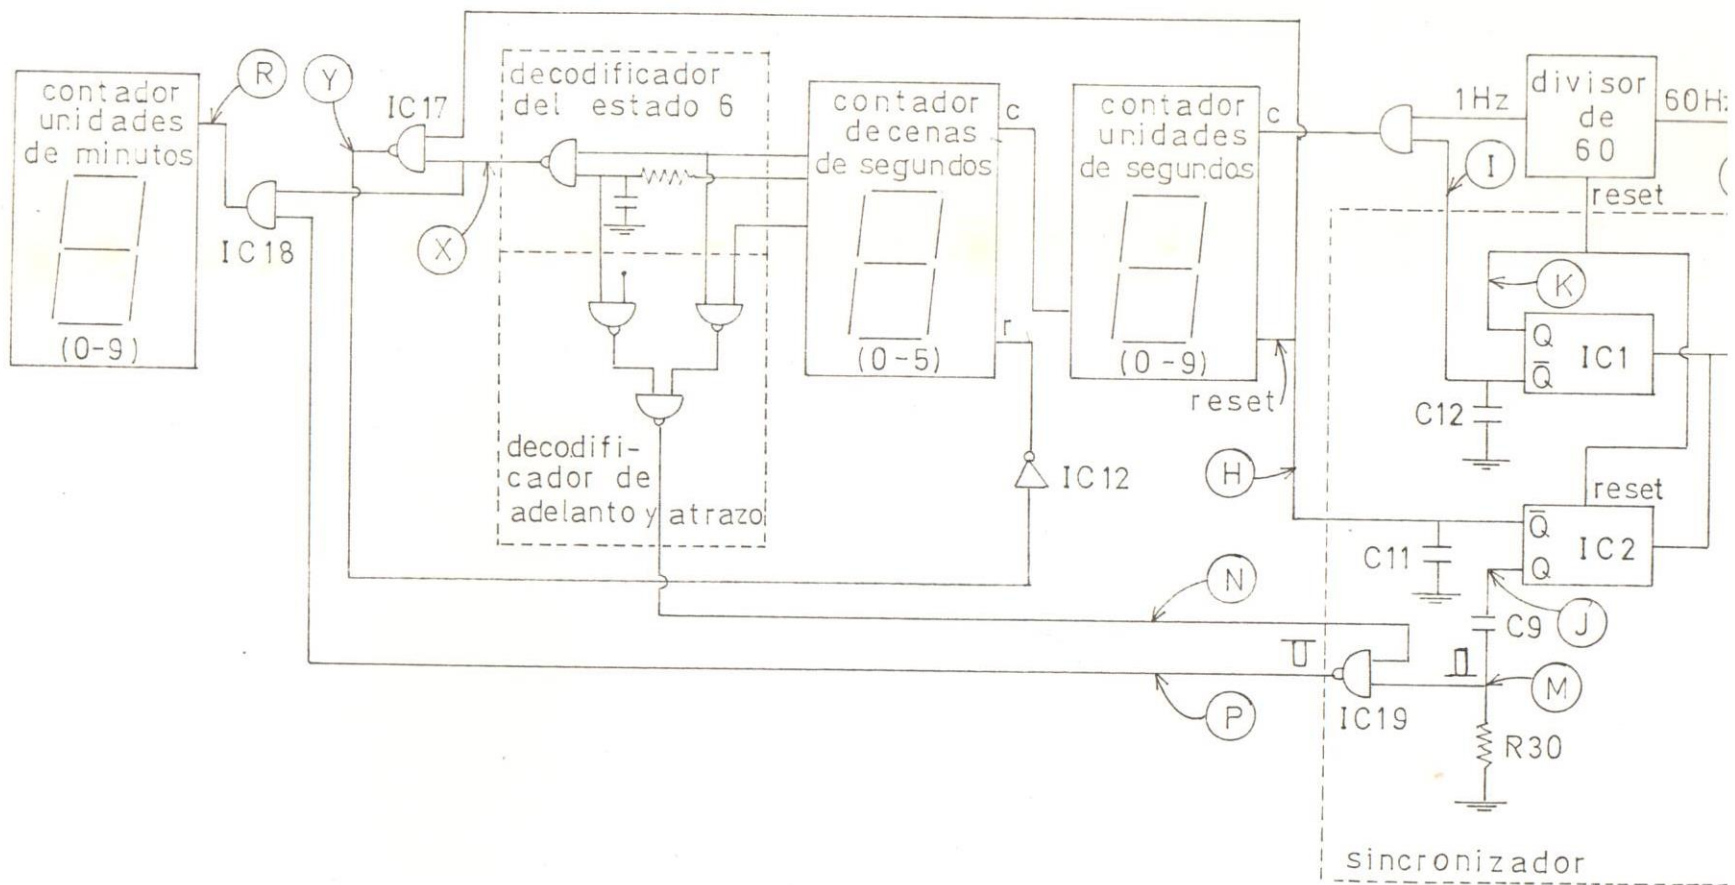 contador
unidades
de minutos
(0-9)
R
Y
IC17
IC18
X
decodificador
del estado 6
decodifi-
cador de
adelanto y atrazo
contador
decenas
de segundos
(0-5)
c
r
IC12
contador
unidades
de segundos
(0-9)
c
reset
H
1Hz
divisor
de
60
60Hz
reset
I
K
Q
Q̅
IC1
C12
reset
Q̅
Q
IC2
C11
C9
J
N
M
P
IC19
R30
sincronizador